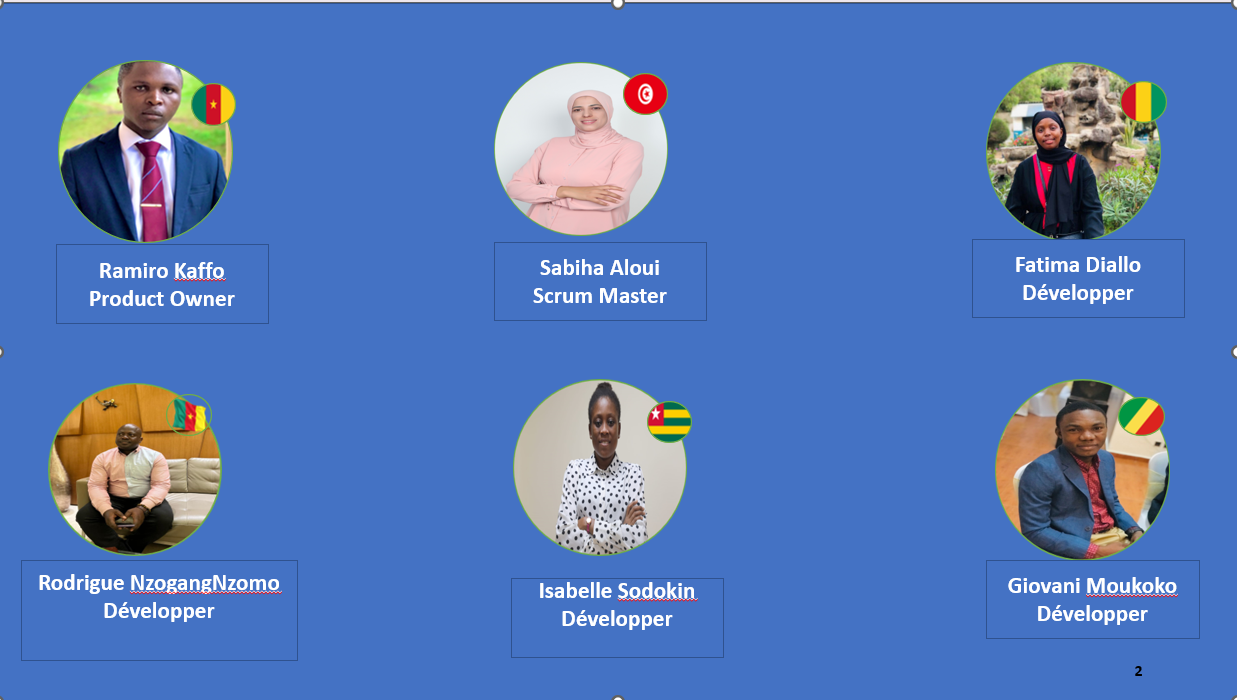 Ramiro Kaffo
Product Owner
Sabiha Aloui
Scrum Master
Fatima Diallo
Développer
Rodrigue NzogangNzomo
Développer
Isabelle Sodokin
Développer
Giovani Moukoko
Développer
2